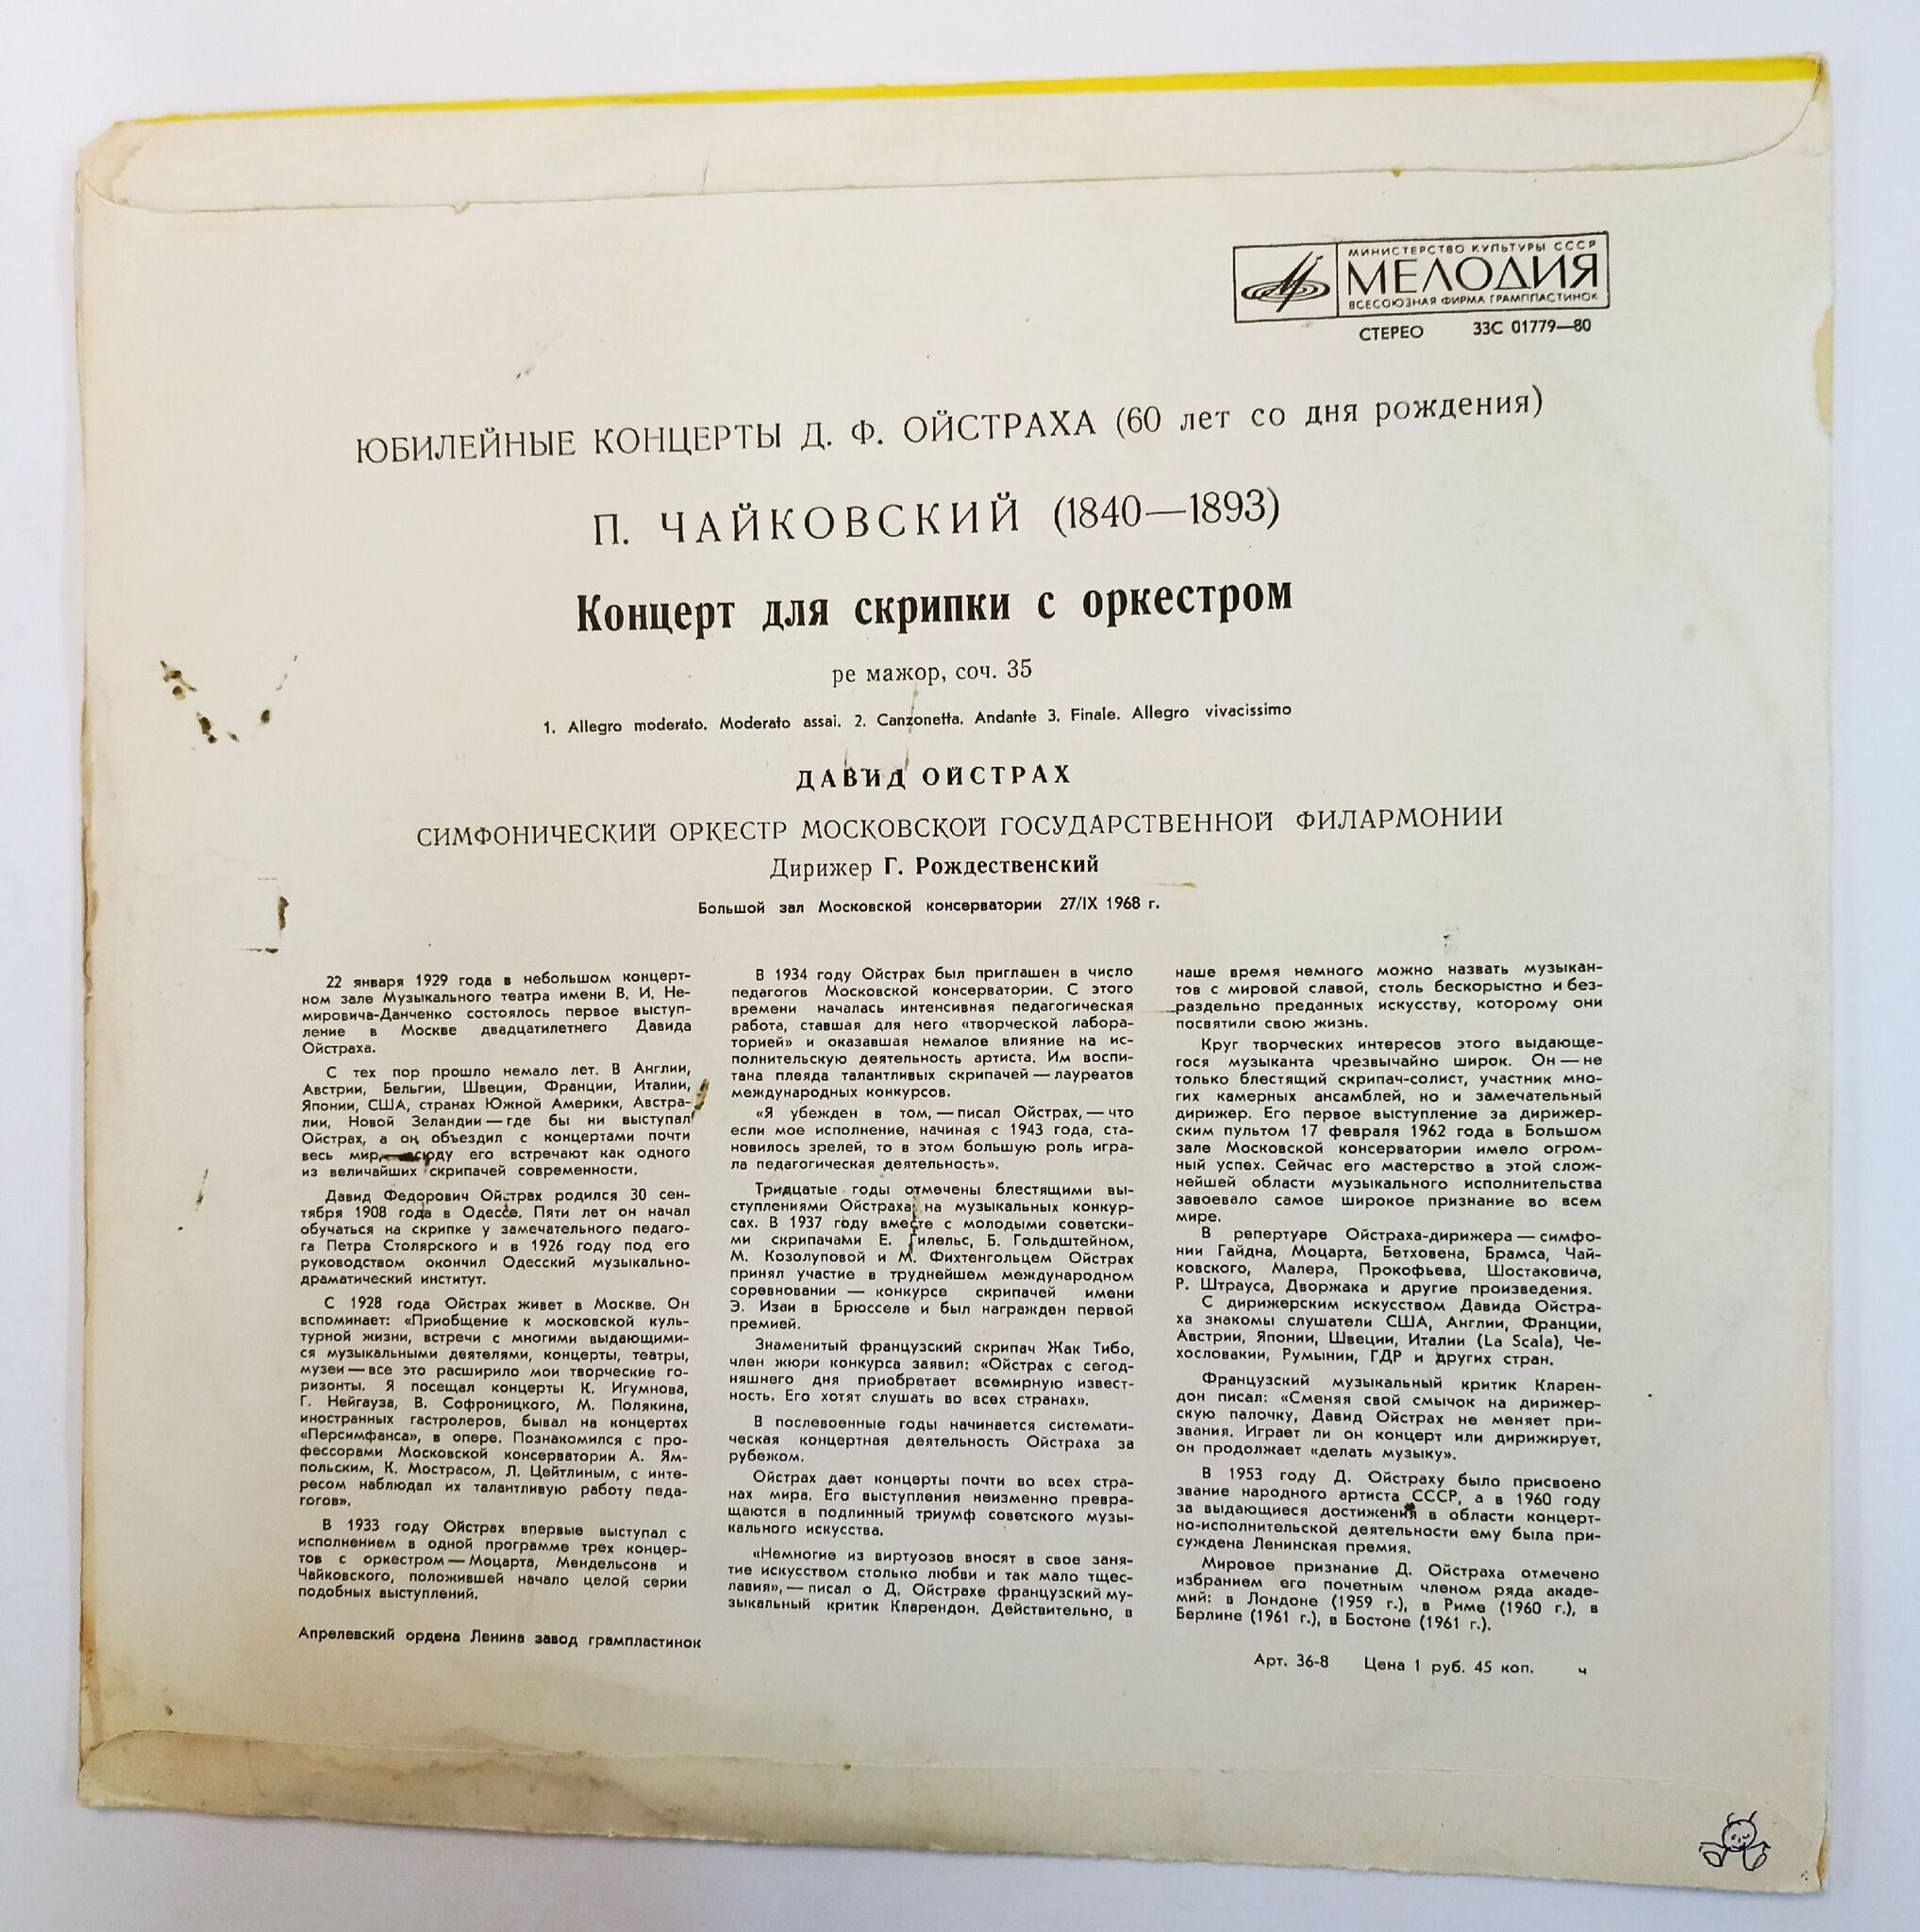 МИНИСТЕРСТВО КУЛЬТУРЫ СССР
МЕЛОДИЯ
ВСЕСОЮЗНАЯ ФИРМА ГРАМПЛАСТИНОК
СТЕРЕО 33С 01779—80
ЮБИЛЕЙНЫЕ КОНЦЕРТЫ Д. Ф. ОЙСТРАХА (60 лет со дня рождения)
П. ЧАЙКОВСКИЙ (1840—1893)
Концерт для скрипки с оркестром
ре мажор, соч. 35
1. Allegro moderato. Moderato assai. 2. Canzonetta. Andante 3. Finale. Allegro vivacissimo
ДАВИД ОЙСТРАХ
СИМФОНИЧЕСКИЙ ОРКЕСТР МОСКОВСКОЙ ГОСУДАРСТВЕННОЙ ФИЛАРМОНИИ
Дирижер Г. Рождественский
Большой зал Московской консерватории 27/IX 1968 г.
22 января 1929 года в небольшом концерт-
ном зале Музыкального театра имени В. И. Не-
мировича-Данченко состоялось первое выступ-
ление в Москве двадцатилетнего Давида
Ойстраха.
С тех пор прошло немало лет. В Англии,
Австрии, Бельгии, Швеции, Франции, Италии,
Японии, США, странах Южной Америки, Австра-
лии, Новой Зеландии — где бы ни выступал
Ойстрах, а он объездил с концертами почти
весь мир, — всюду его встречают как одного
из величайших скрипачей современности.
Давид Федорович Ойстрах родился 30 сен-
тября 1908 года в Одессе. Пяти лет он начал
обучаться на скрипке у замечательного педаго-
га Петра Столярского и в 1926 году под его
руководством окончил Одесский музыкально-
драматический институт.
С 1928 года Ойстрах живет в Москве. Он
вспоминает: «Приобщение к московской куль-
турной жизни, встречи с многими выдающими-
ся музыкальными деятелями, концерты, театры,
музеи — все это расширило мои творческие го-
ризонты. Я посещал концерты К. Игумнова,
Г. Нейгауза, В. Софроницкого, М. Полякина,
иностранных гастролеров, бывал на концертах
«Персимфанса», в опере. Познакомился с про-
фессорами Московской консерватории А. Ям-
польским, К. Мострасом, Л. Цейтлиным, с инте-
ресом наблюдал их талантливую работу педа-
гогов».
В 1933 году Ойстрах впервые выступал с
исполнением в одной программе трех концер-
тов с оркестром — Моцарта, Мендельсона и
Чайковского, положившей начало целой серии
подобных выступлений.
Апрелевский ордена Ленина завод грампластинок
В 1934 году Ойстрах был приглашен в число
педагогов Московской консерватории. С этого
времени началась интенсивная педагогическая
работа, ставшая для него «творческой лабора-
торией» и оказавшая немалое влияние на ис-
полнительскую деятельность артиста. Им воспи-
тана плеяда талантливых скрипачей — лауреатов
международных конкурсов.
«Я убежден в том, — писал Ойстрах, — что
если мое исполнение, начиная с 1943 года, ста-
новилось зрелей, то в этом большую роль игра-
ла педагогическая деятельность».
Тридцатые годы отмечены блестящими вы-
ступлениями Ойстраха на музыкальных конкур-
сах. В 1937 году вместе с молодыми советски-
ми скрипачами Е. Гилельс, Б. Гольдштейном,
М. Козолуповой и М. Фихтенгольцем Ойстрах
принял участие в труднейшем международном
соревновании — конкурсе скрипачей имени
Э. Изаи в Брюсселе и был награжден первой
премией.
Знаменитый французский скрипач Жак Тибо,
член жюри конкурса заявил: «Ойстрах с сегод-
няшнего дня приобретает всемирную извест-
ность. Его хотят слушать во всех странах».
В послевоенные годы начинается системати-
ческая концертная деятельность Ойстраха за
рубежом.
Ойстрах дает концерты почти во всех стра-
нах мира. Его выступления неизменно превра-
щаются в подлинный триумф советского музы-
кального искусства.
«Немногие из виртуозов вносят в свое заня-
тие искусством столько любви и так мало тщес-
лавия», — писал о Д. Ойстрахе французский му-
зыкальный критик Кларендон. Действительно, в
наше время немного можно назвать музыкан-
тов с мировой славой, столь бескорыстно и без-
раздельно преданных искусству, которому они
посвятили свою жизнь.
Круг творческих интересов этого выдающе-
гося музыканта чрезвычайно широк. Он — не
только блестящий скрипач-солист, участник мно-
гих камерных ансамблей, но и замечательный
дирижер. Его первое выступление за дирижер-
ским пультом 17 февраля 1962 года в Большом
зале Московской консерватории имело огром-
ный успех. Сейчас его мастерство в этой слож-
нейшей области музыкального исполнительства
завоевало самое широкое признание во всем
мире.
В репертуаре Ойстраха-дирижера — симфо-
нии Гайдна, Моцарта, Бетховена, Брамса, Чай-
ковского, Малера, Прокофьева, Шостаковича,
Р. Штрауса, Дворжака и другие произведения.
С дирижерским искусством Давида Ойстра-
ха знакомы слушатели США, Англии, Франции,
Австрии, Японии, Швеции, Италии (La Scala), Че-
хословакии, Румынии, ГДР и других стран.
Французский музыкальный критик Кларен-
дон писал: «Сменяя свой смычок на дирижер-
скую палочку, Давид Ойстрах не меняет при-
звания. Играет ли он концерт или дирижирует,
он продолжает «делать музыку».
В 1953 году Д. Ойстраху было присвоено
звание народного артиста СССР, а в 1960 году
за выдающиеся достижения в области концерт-
но-исполнительской деятельности ему была при-
суждена Ленинская премия.
Мировое признание Д. Ойстраха отмечено
избранием его почетным членом ряда акаде-
мий: в Лондоне (1959 г.), в Риме (1960 г.), в
Берлине (1961 г.), в Бостоне (1961 г.).
Арт. 36-8 Цена 1 руб. 45 коп. ч